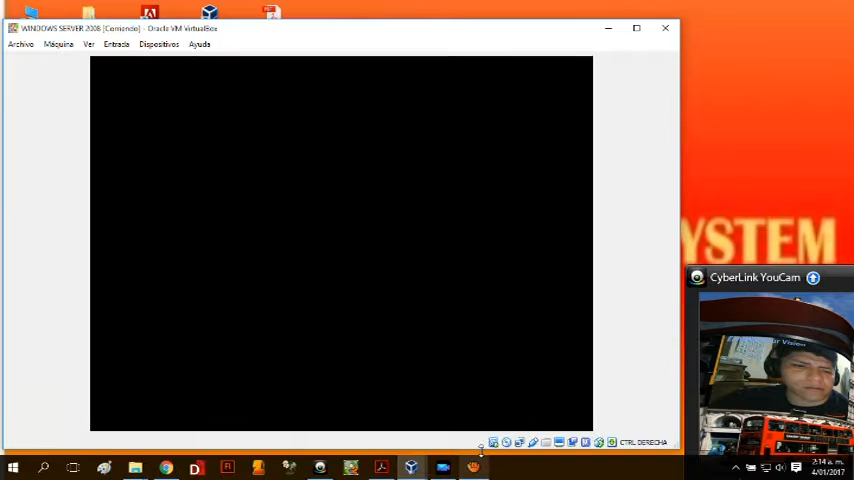 WINDOWS SERVER 2008 [Corriendo] - Oracle VM VirtualBox
Archivo Máquina Ver Entrada Dispositivos Ayuda
YSTEM
CyberLink YouCam
Vision
CTRL DERECHA
2:14 a. m.
4/01/2017